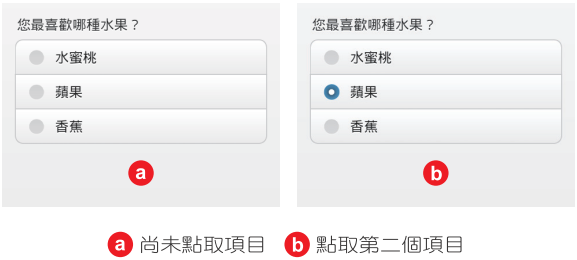 您最喜歡哪種水果？
水蜜桃
蘋果
香蕉
a
您最喜歡哪種水果？
水蜜桃
蘋果
香蕉
b
a 尚未點取項目 b 點取第二個項目